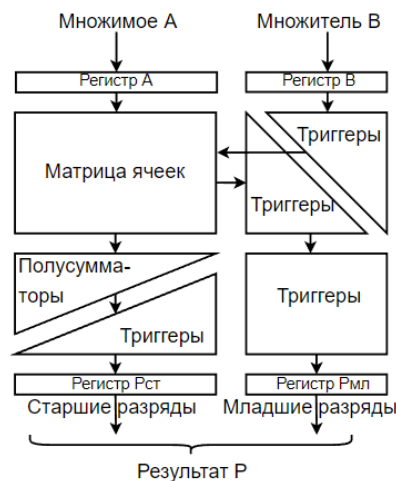 Множимое А
Множитель В
Регистр А
Регистр В
Матрица ячеек
Триггеры
Триггеры
Полусумма-
торы
Триггеры
Триггеры
Регистр Рст
Регистр Рмл
Старшие разряды
Младшие разряды
Результат Р